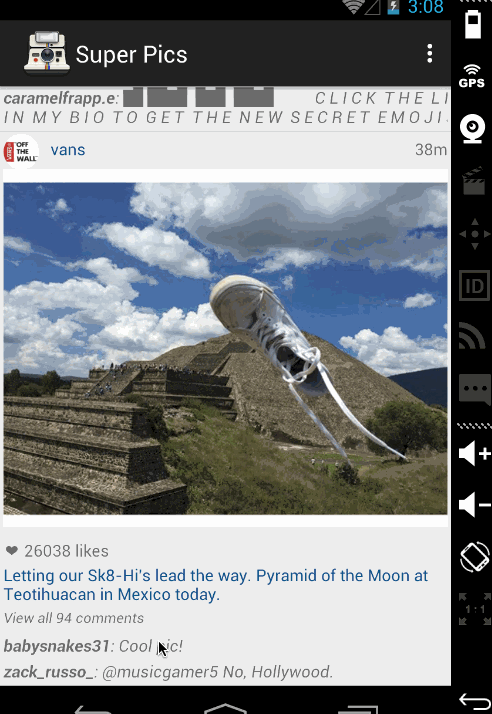 3:08
Super Pics
caramelfrapp.e: CLICK THE LI
IN MY BIO TO GET THE NEW SECRET EMOJI
VANS "OFF THE WALL"
vans
38m
26038 likes
Letting our Sk8-Hi's lead the way. Pyramid of the Moon at
Teotihuacan in Mexico today.
View all 94 comments
babysnakes31: Cool pic!
zack_russo_: @musicgamer5 No, Hollywood.
GPS
ID
1:1